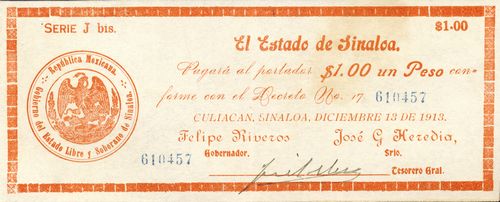 SERIE J bis.
$1.00
El Estado de Sinaloa.
Pagará al portador $1.00 un Peso con-
forme con el Decreto No. 17. 610457
CULIACAN, SINALOA, DICIEMBRE 13 DE 1913.
Felipe Riveros José G Heredia,
Gobernador. Srio.
610457
Tesorero Gral.
República Mexicana.
Gobierno del Estado Libre y Soberano de Sinaloa.